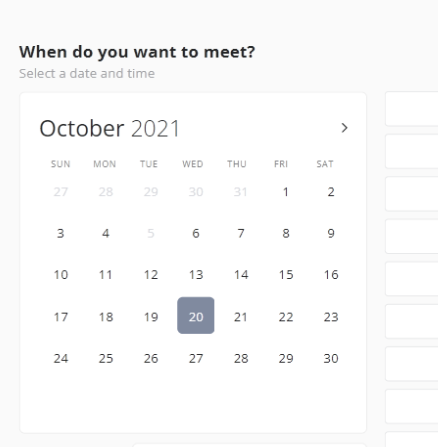 When do you want to meet?
Select a date and time
October 2021
SUN MON TUE WED THU FRI SAT
27 28 29 30 31 1 2
3 4 5 6 7 8 9
10 11 12 13 14 15 16
17 18 19 20 21 22 23
24 25 26 27 28 29 30